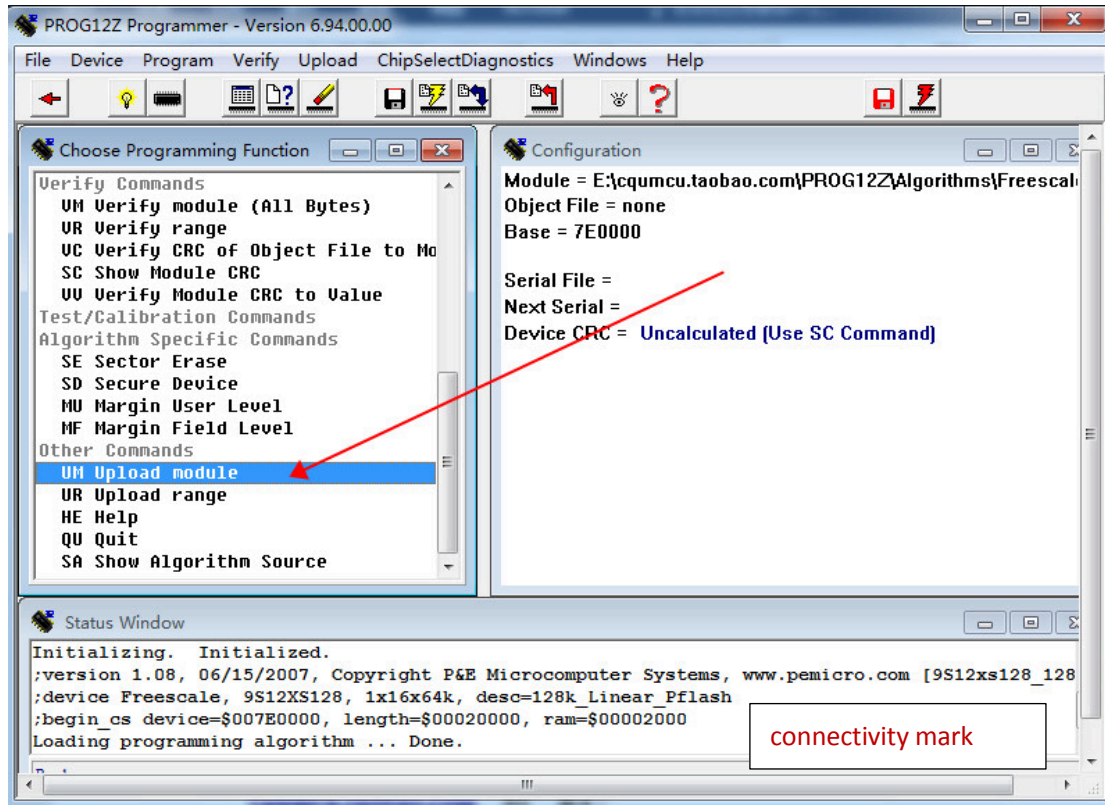 PROG12Z Programmer - Version 6.94.00.00
File Device Program Verify Upload ChipSelectDiagnostics Windows Help
Choose Programming Function
Verify Commands
VM Verify module (All Bytes)
VR Verify range
VC Verify CRC of Object File to Mo
SC Show Module CRC
VV Verify Module CRC to Value
Test/Calibration Commands
Algorithm Specific Commands
SE Sector Erase
SD Secure Device
MU Margin User Level
MF Margin Field Level
Other Commands
UM Upload module
UR Upload range
HE Help
QU Quit
SA Show Algorithm Source
Configuration
Module = E:\cqumcu.taobao.com\PROG12Z\Algorithms\Freescale
Object File = none
Base = 7E0000
Serial File =
Next Serial =
Device CRC = Uncalculated (Use SC Command)
Status Window
Initializing. Initialized.
;version 1.08, 06/15/2007, Copyright P&E Microcomputer Systems, www.pemicro.com [9S12xs128_128
;device Freescale, 9S12XS128, 1x16x64k, desc=128k_Linear_Pflash
;begin_cs device=$007E0000, length=$00020000, ram=$00002000
Loading programming algorithm ... Done.
connectivity mark